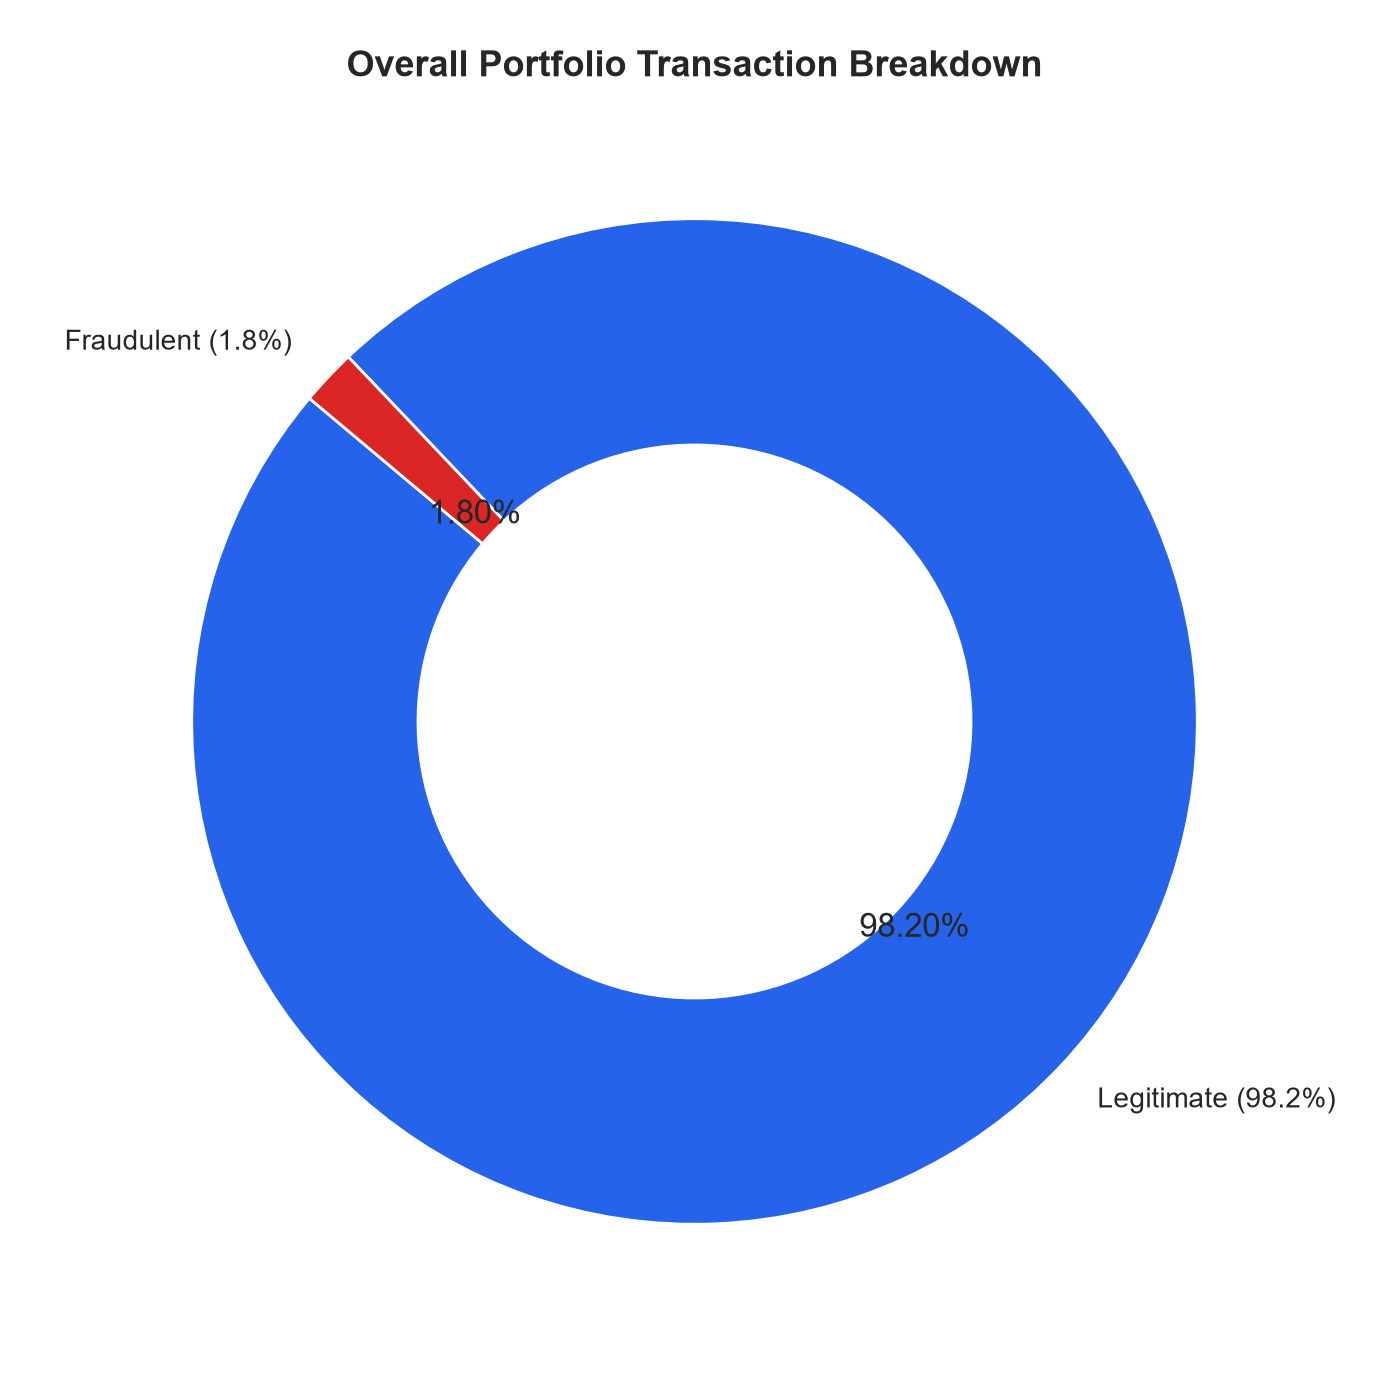 Overall Portfolio Transaction Breakdown
Fraudulent (1.8%)
1.80%
98.20%
Legitimate (98.2%)